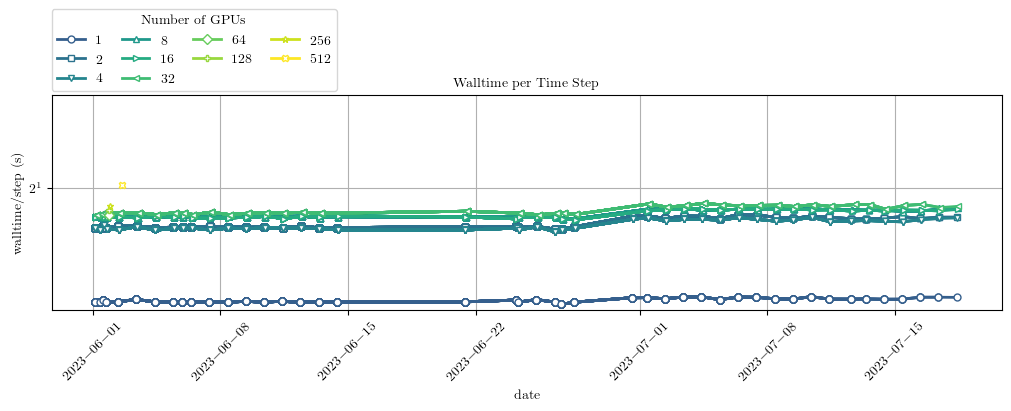 Number of GPUs
1 8 64 256
2 16 128 512
4 32
Walltime per Time Step
walltime/step (s)
2^1
2023−06−01 2023−06−08 2023−06−15 2023−06−22 2023−07−01 2023−07−08 2023−07−15
date